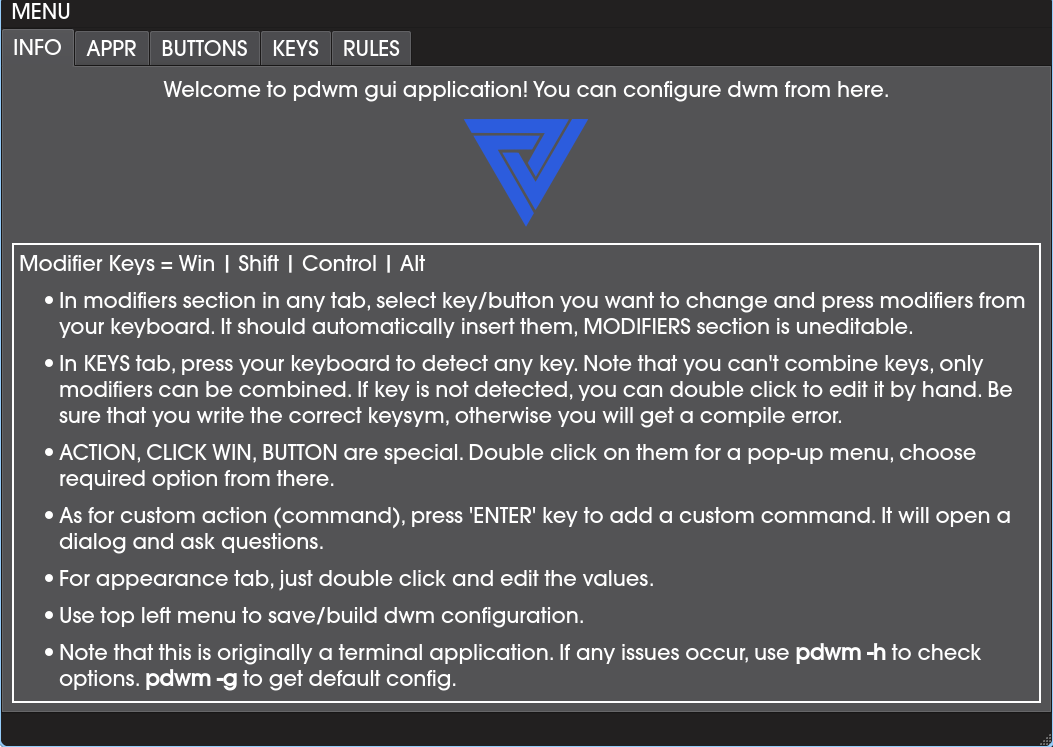 MENU
INFO APPR BUTTONS KEYS RULES
Welcome to pdwm gui application! You can configure dwm from here.
Modifier Keys = Win | Shift | Control | Alt
• In modifiers section in any tab, select key/button you want to change and press modifiers from
your keyboard. It should automatically insert them, MODIFIERS section is uneditable.
• In KEYS tab, press your keyboard to detect any key. Note that you can't combine keys, only
modifiers can be combined. If key is not detected, you can double click to edit it by hand. Be
sure that you write the correct keysym, otherwise you will get a compile error.
• ACTION, CLICK WIN, BUTTON are special. Double click on them for a pop-up menu, choose
required option from there.
• As for custom action (command), press 'ENTER' key to add a custom command. It will open a
dialog and ask questions.
• For appearance tab, just double click and edit the values.
• Use top left menu to save/build dwm configuration.
• Note that this is originally a terminal application. If any issues occur, use pdwm -h to check
options. pdwm -g to get default config.